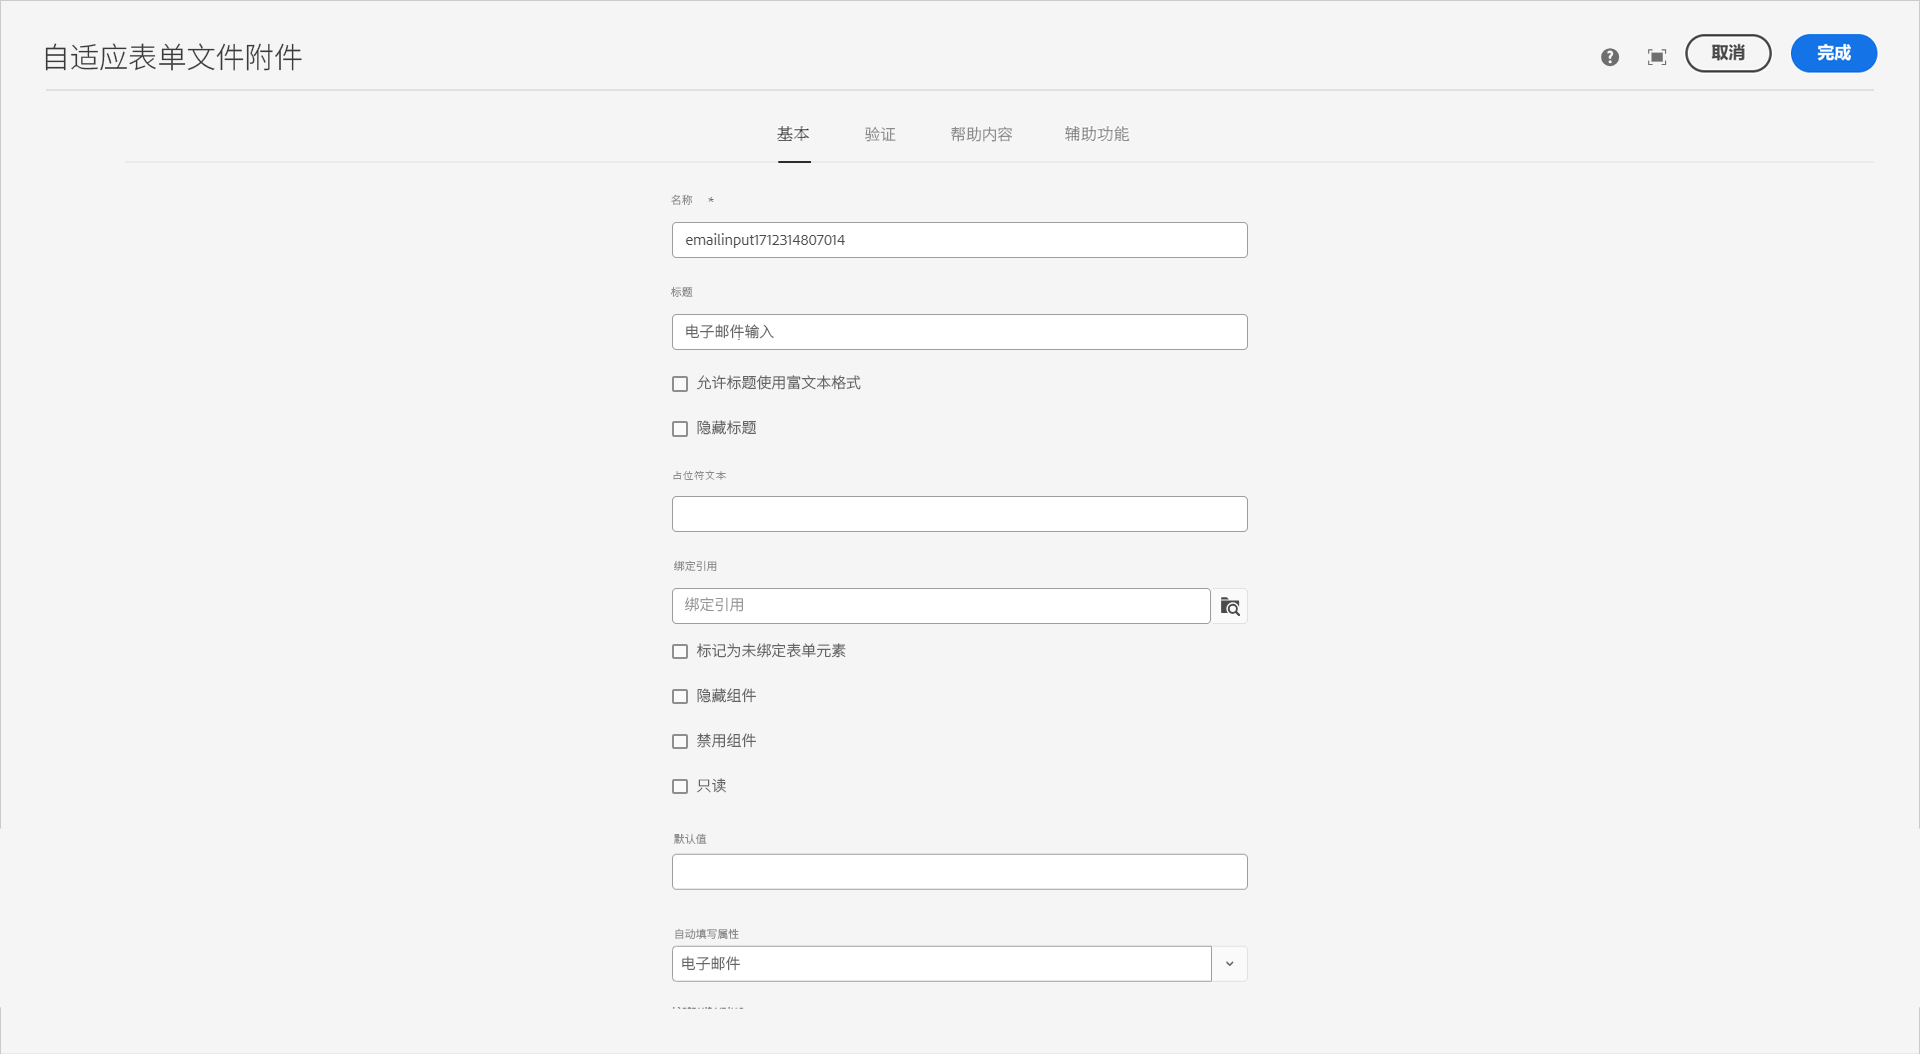 自适应表单文件附件
取消
完成
基本
验证
帮助内容
辅助功能
名称 *
emailinput1712314807014
标题
电子邮件输入
允许标题使用富文本格式
隐藏标题
占位符文本
绑定引用
绑定引用
标记为未绑定表单元素
隐藏组件
禁用组件
只读
默认值
自动填写属性
电子邮件